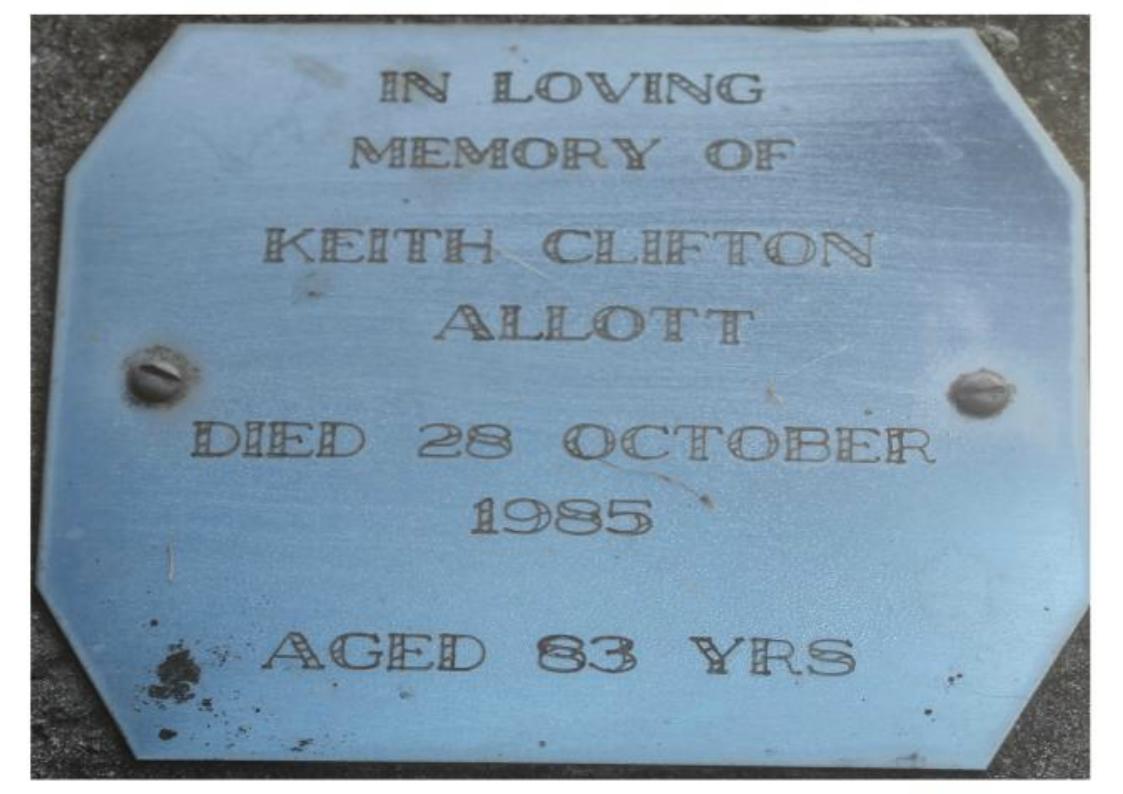 IN LOVING
MEMORY OF
KEITH CLIFTON
ALLOTT
DIED 28 OCTOBER
1985
AGED 83 YRS